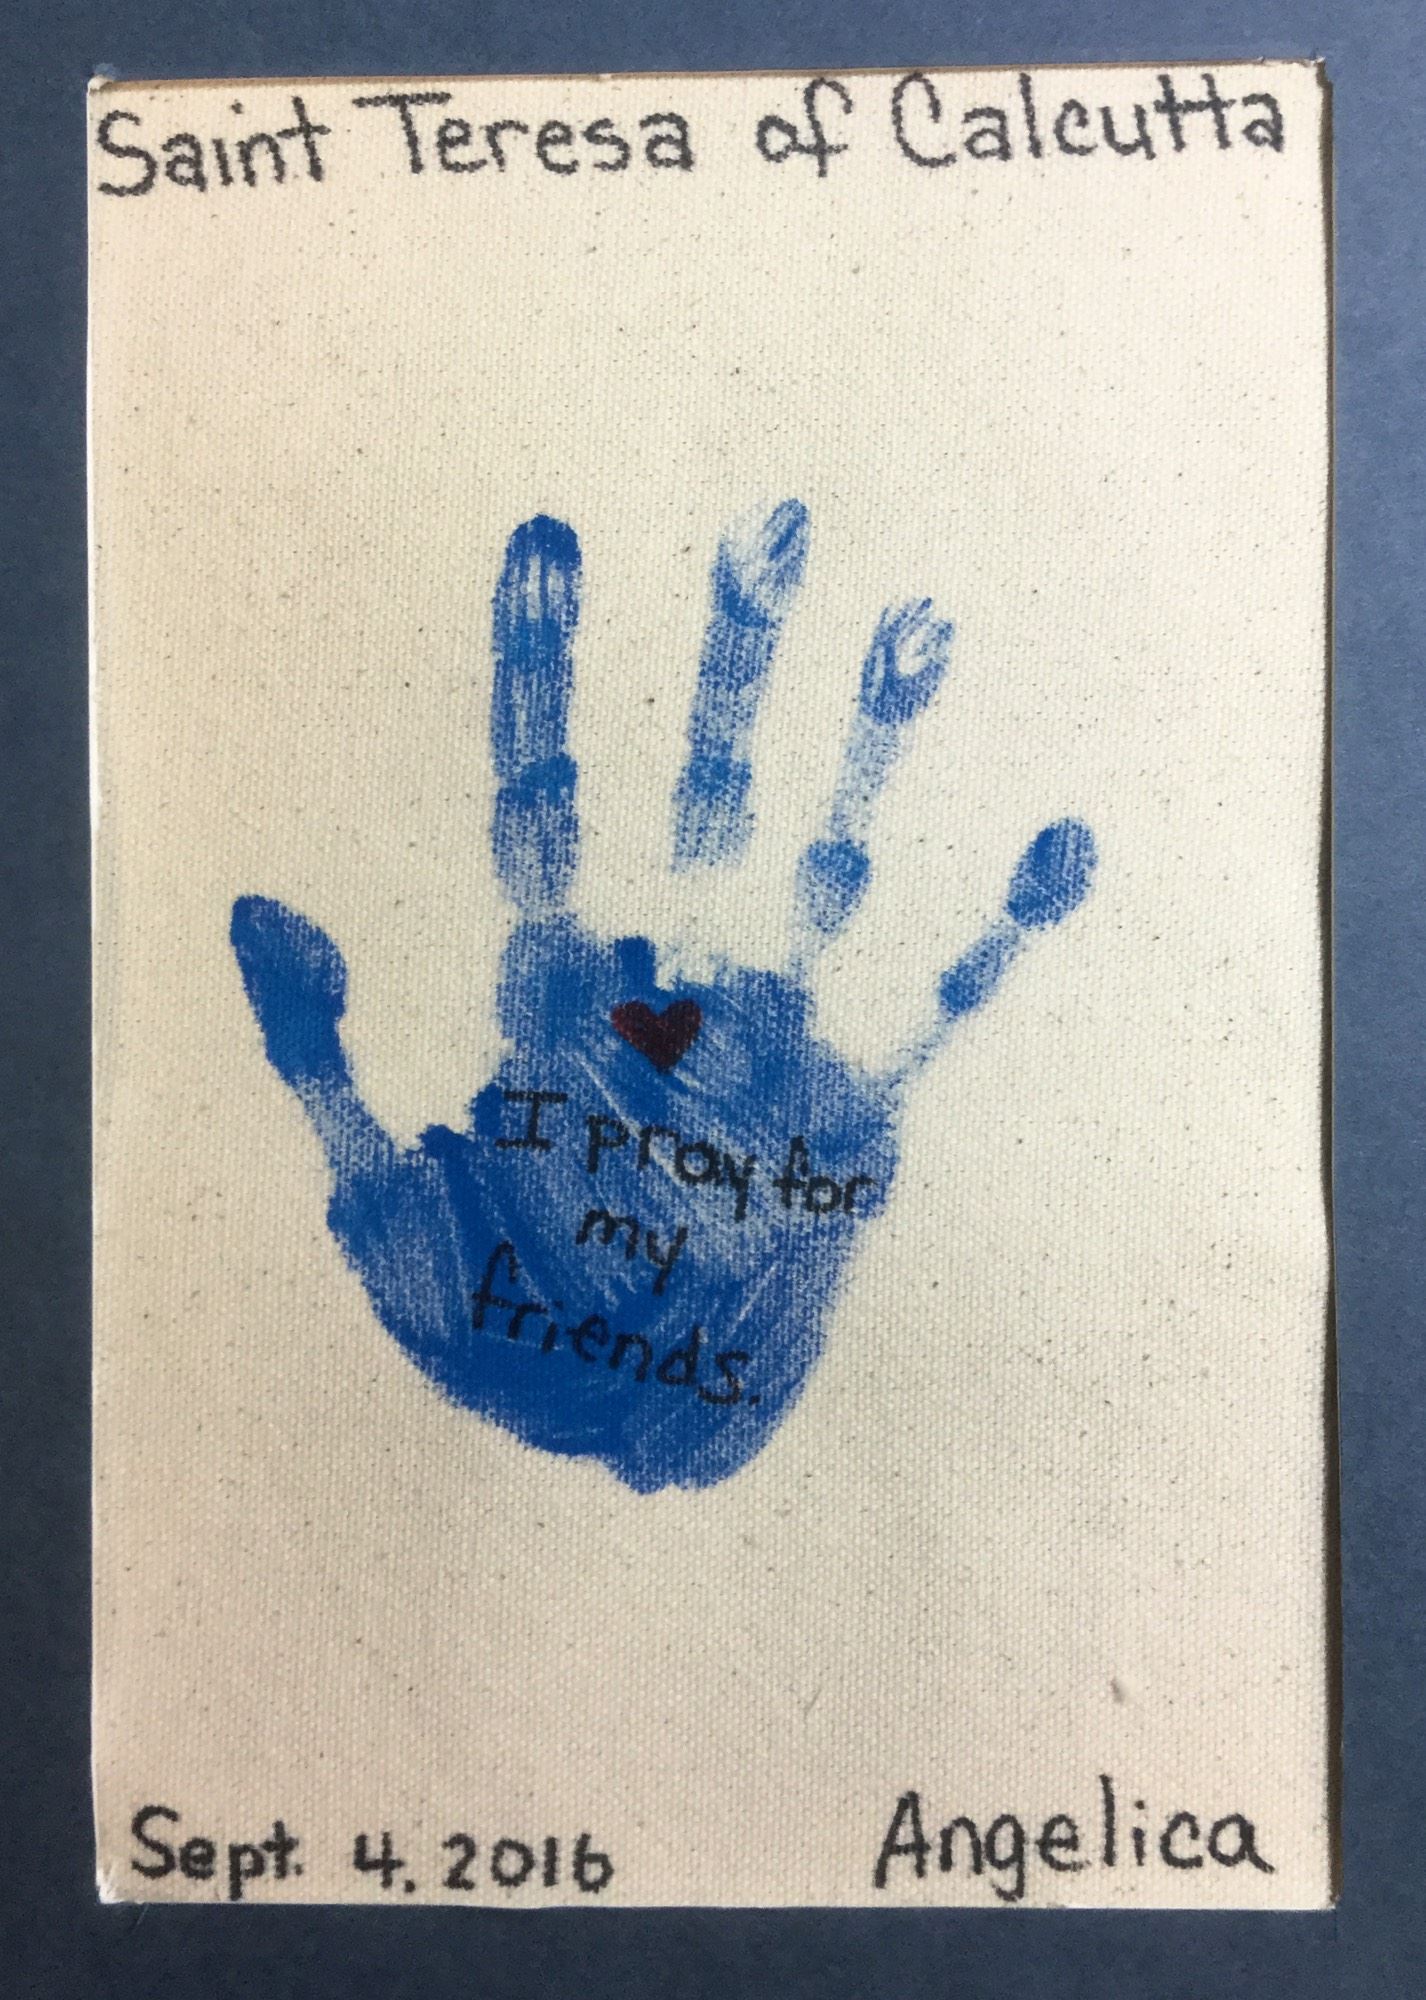 Saint Teresa of Calcutta
I pray for
my
friends.
Sept. 4, 2016
Angelica